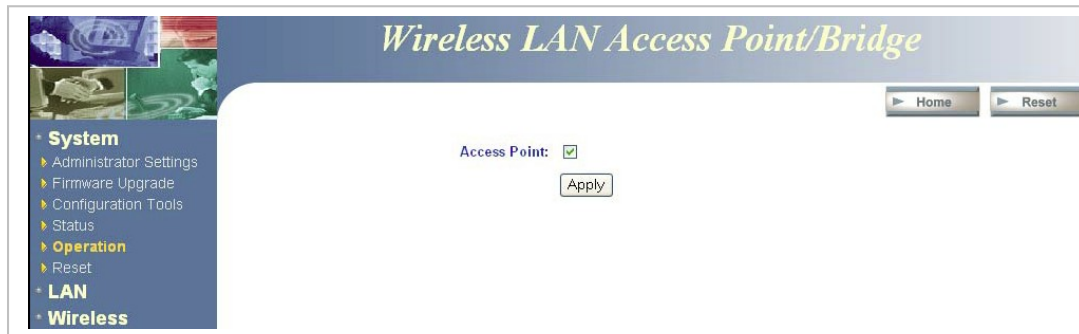 Wireless LAN Access Point/Bridge
Home
Reset
System
Administrator Settings
Firmware Upgrade
Configuration Tools
Status
Operation
Reset
LAN
Wireless
Access Point:
Apply